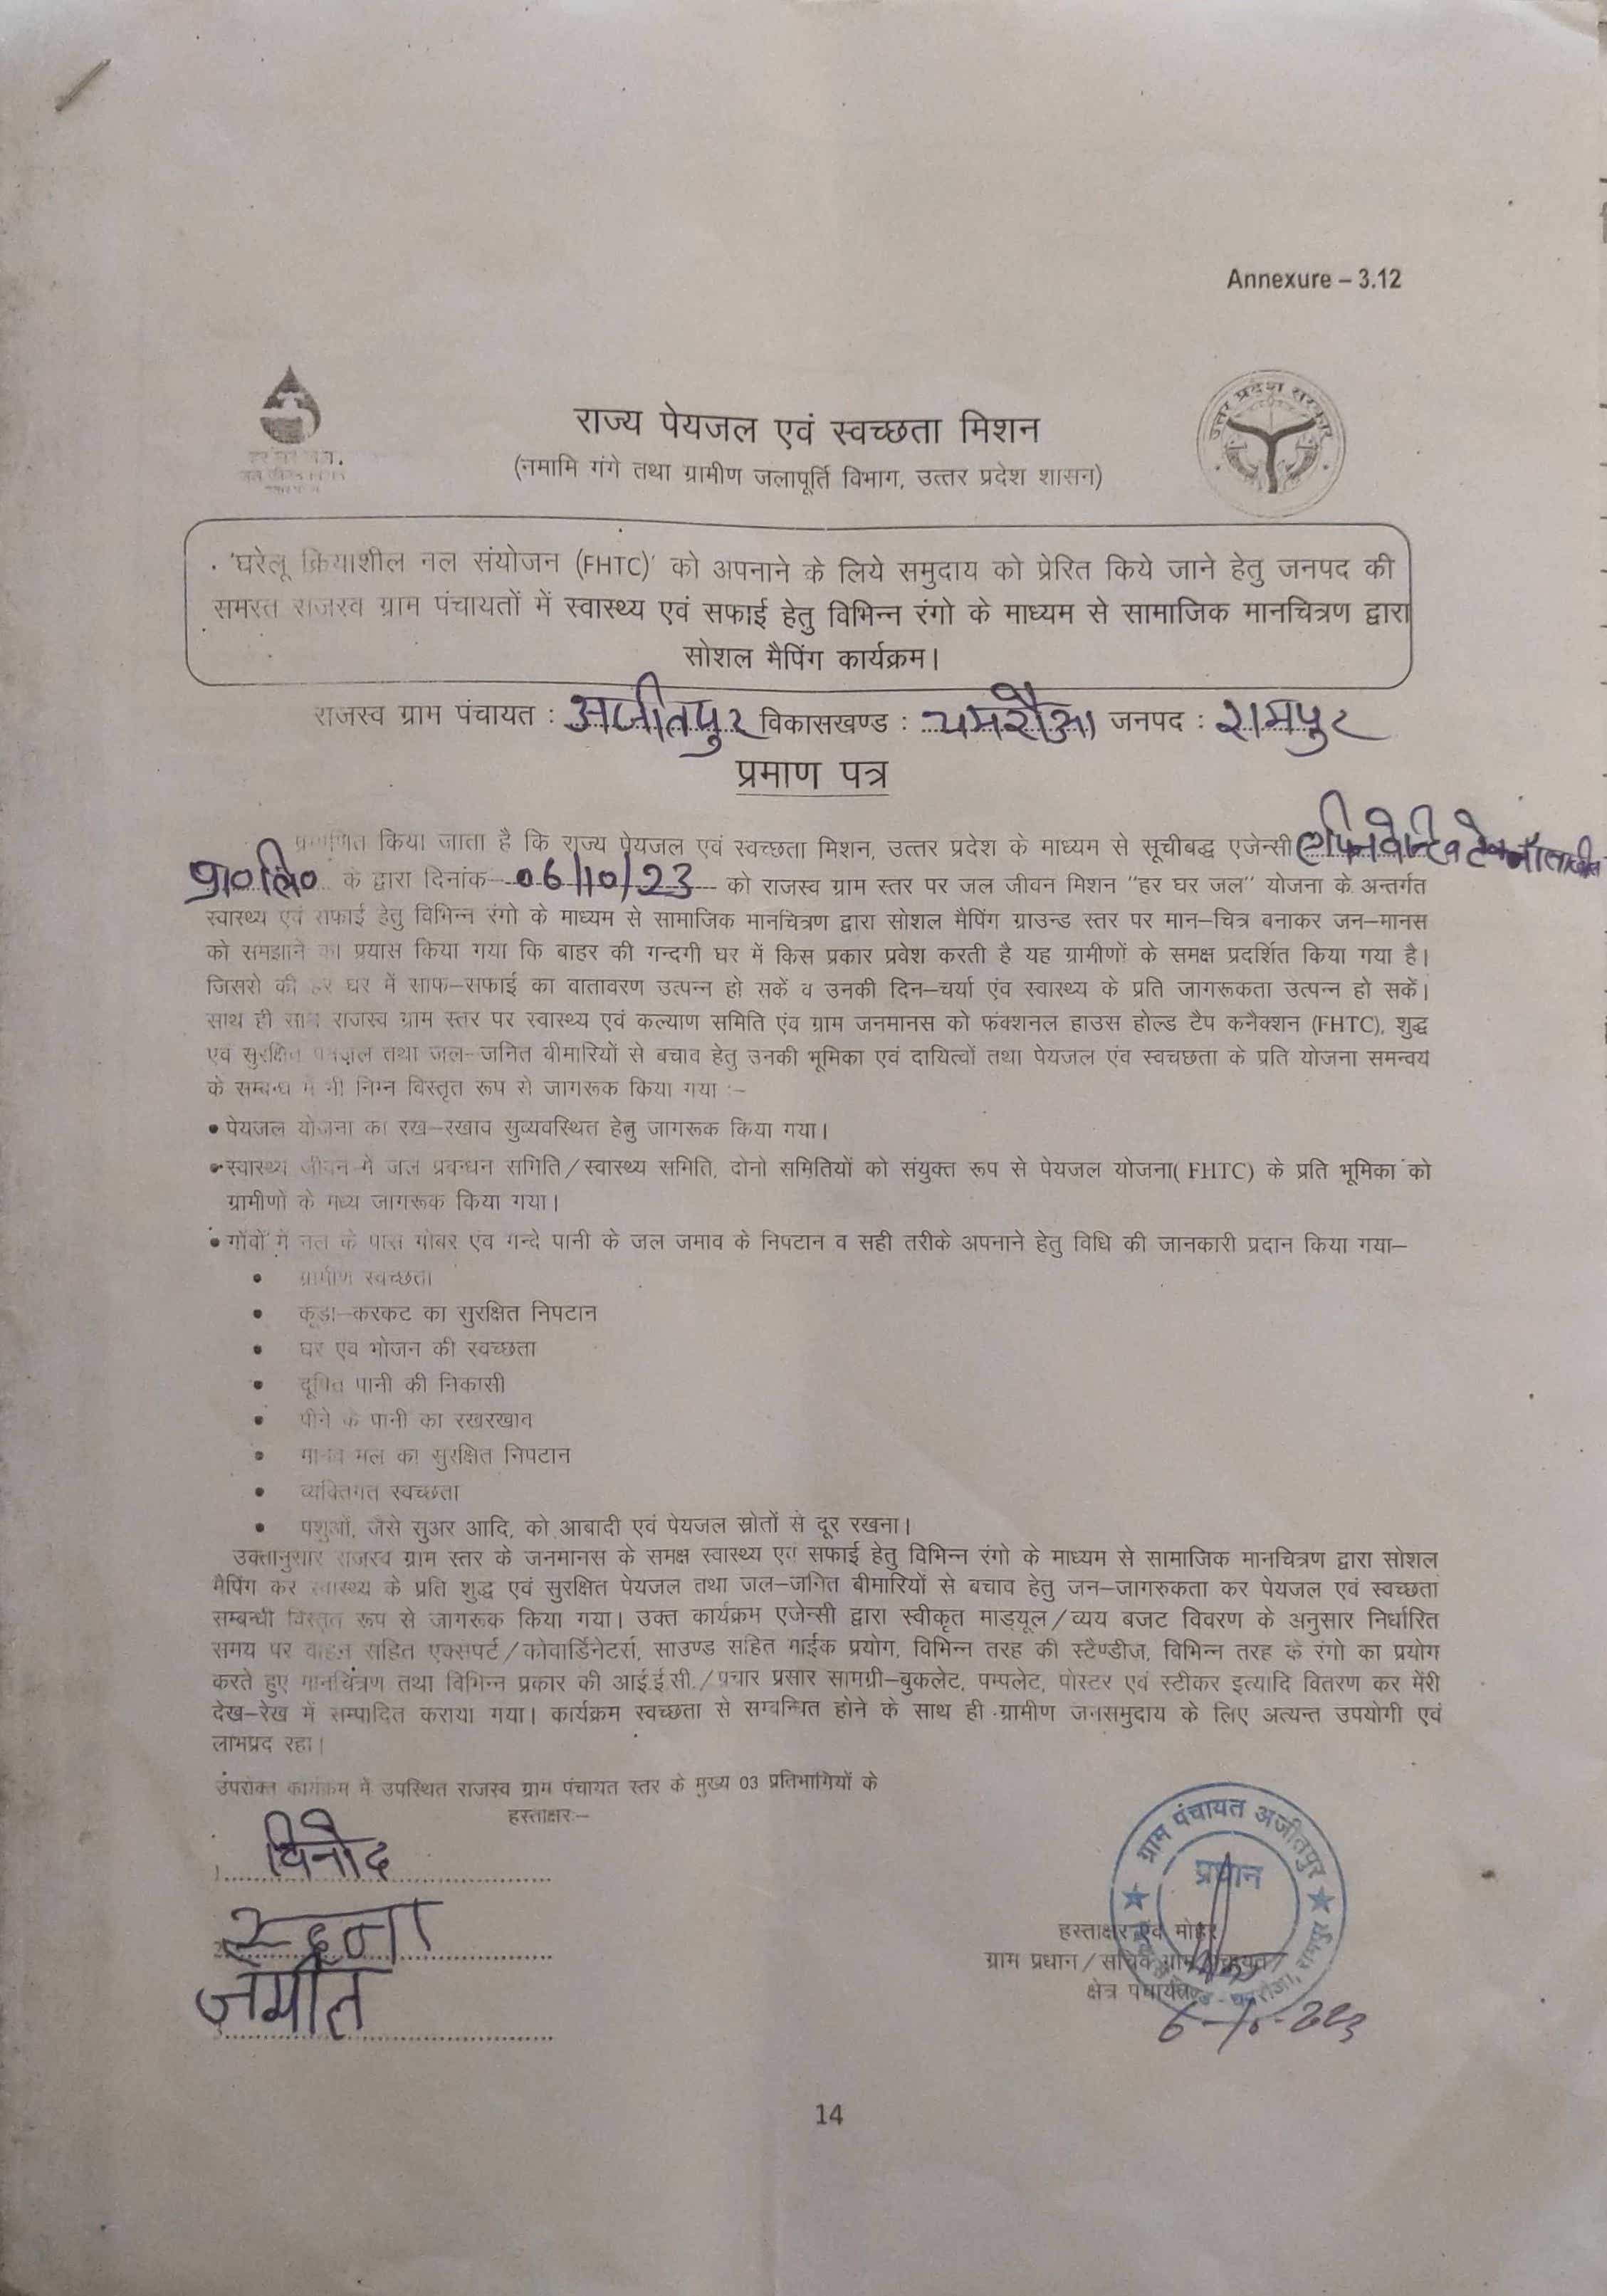 Annexure – 3.12
उत्तर प्रदेश सरकार
राज्य पेयजल एवं स्वच्छता मिशन
(नमामि गंगे तथा ग्रामीण जलापूर्ति विभाग, उत्तर प्रदेश शासन)
'घरेलू क्रियाशील नल संयोजन (FHTC)' को अपनाने के लिये समुदाय को प्रेरित किये जाने हेतु जनपद की
समस्त राजस्व ग्राम पंचायतों में स्वास्थ्य एवं सफाई हेतु विभिन्न रंगो के माध्यम से सामाजिक मानचित्रण द्वारा
सोशल मैपिंग कार्यक्रम।
राजस्व ग्राम पंचायत : अजीतपुर विकासखण्ड : चमरौआ जनपद : रामपुर
प्रमाण पत्र
प्रमाणित किया जाता है कि राज्य पेयजल एवं स्वच्छता मिशन, उत्तर प्रदेश के माध्यम से सूचीबद्ध एजेन्सी
प्रा० लि० के द्वारा दिनांक 06/10/23 को राजस्व ग्राम स्तर पर जल जीवन मिशन "हर घर जल" योजना के अन्तर्गत
स्वास्थ्य एवं सफाई हेतु विभिन्न रंगो के माध्यम से सामाजिक मानचित्रण द्वारा सोशल मैपिंग ग्राउन्ड स्तर पर मान–चित्र बनाकर जन–मानस
को समझाने का प्रयास किया गया कि बाहर की गन्दगी घर में किस प्रकार प्रवेश करती है यह ग्रामीणों के समक्ष प्रदर्शित किया गया है।
जिससे की हर घर में साफ–सफाई का वातावरण उत्पन्न हो सकें व उनकी दिन–चर्या एंव स्वास्थ्य के प्रति जागरूकता उत्पन्न हो सकें।
साथ ही साथ राजस्व ग्राम स्तर पर स्वास्थ्य एवं कल्याण समिति एंव ग्राम जनमानस को फंक्शनल हाउस होल्ड टैप कनैक्शन (FHTC), शुद्ध
एवं सुरक्षित पेयजल तथा जल–जनित बीमारियों से बचाव हेतु उनकी भूमिका एवं दायित्वों तथा पेयजल एंव स्वचछता के प्रति योजना समन्वय
के सम्बन्ध में भी निम्न विस्तृत रूप से जागरूक किया गया :–
• पेयजल योजना का रख–रखाव सुव्यवस्थित हेतु जागरूक किया गया।
• स्वास्थ्य जीवन में जल प्रबन्धन समिति/स्वास्थ्य समिति, दोनो समितियों को संयुक्त रूप से पेयजल योजना( FHTC) के प्रति भूमिका को
ग्रामीणों के मध्य जागरूक किया गया।
• गॉवों में नल के पास गोबर एंव गन्दे पानी के जल जमाव के निपटान व सही तरीके अपनाने हेतु विधि की जानकारी प्रदान किया गया–
• ग्रामीण स्वच्छता
• कूडा–करकट का सुरक्षित निपटान
• घर एंव भोजन की स्वच्छता
• दूषित पानी की निकासी
• पीने के पानी का रखरखाव
• मानव मल का सुरक्षित निपटान
• व्यक्तिगत स्वच्छता
• पशुओं, जैसे सुअर आदि, को आबादी एवं पेयजल स्रोतों से दूर रखना।
उक्तानुसार राजस्व ग्राम स्तर के जनमानस के समक्ष स्वास्थ्य एवं सफाई हेतु विभिन्न रंगो के माध्यम से सामाजिक मानचित्रण द्वारा सोशल
मैपिंग कर स्वास्थ्य के प्रति शुद्ध एवं सुरक्षित पेयजल तथा जल–जनित बीमारियों से बचाव हेतु जन–जागरुकता कर पेयजल एवं स्वच्छता
सम्बन्धी विस्तृत रूप से जागरूक किया गया। उक्त कार्यक्रम एजेन्सी द्वारा स्वीकृत माड्यूल/व्यय बजट विवरण के अनुसार निर्धारित
समय पर वाहन सहित एक्सपर्ट/कोवार्डिनेटर्स, साउण्ड सहित माईक प्रयोग, विभिन्न तरह की स्टैण्डीज, विभिन्न तरह के रंगो का प्रयोग
करते हुए मानचित्रण तथा विभिन्न प्रकार की आई.ई.सी./प्रचार प्रसार सामग्री–बुकलेट, पम्पलेट, पोस्टर एवं स्टीकर इत्यादि वितरण कर मेंरी
देख–रेख में सम्पादित कराया गया। कार्यक्रम स्वच्छता से सम्बन्धित होने के साथ ही ग्रामीण जनसमुदाय के लिए अत्यन्त उपयोगी एवं
लाभप्रद रहा।
उपरोक्त कार्यक्रम में उपस्थित राजस्व ग्राम पंचायत स्तर के मुख्य 03 प्रतिभागियों के
हस्ताक्षर:–
1. विनोद
2.
ग्राम पंचायत अजीतपुर
प्रधान
हस्ताक्षर एंव मोहर
ग्राम प्रधान/सचिव ग्राम पंचायत/
क्षेत्र पंचायत
6-10-2023
14